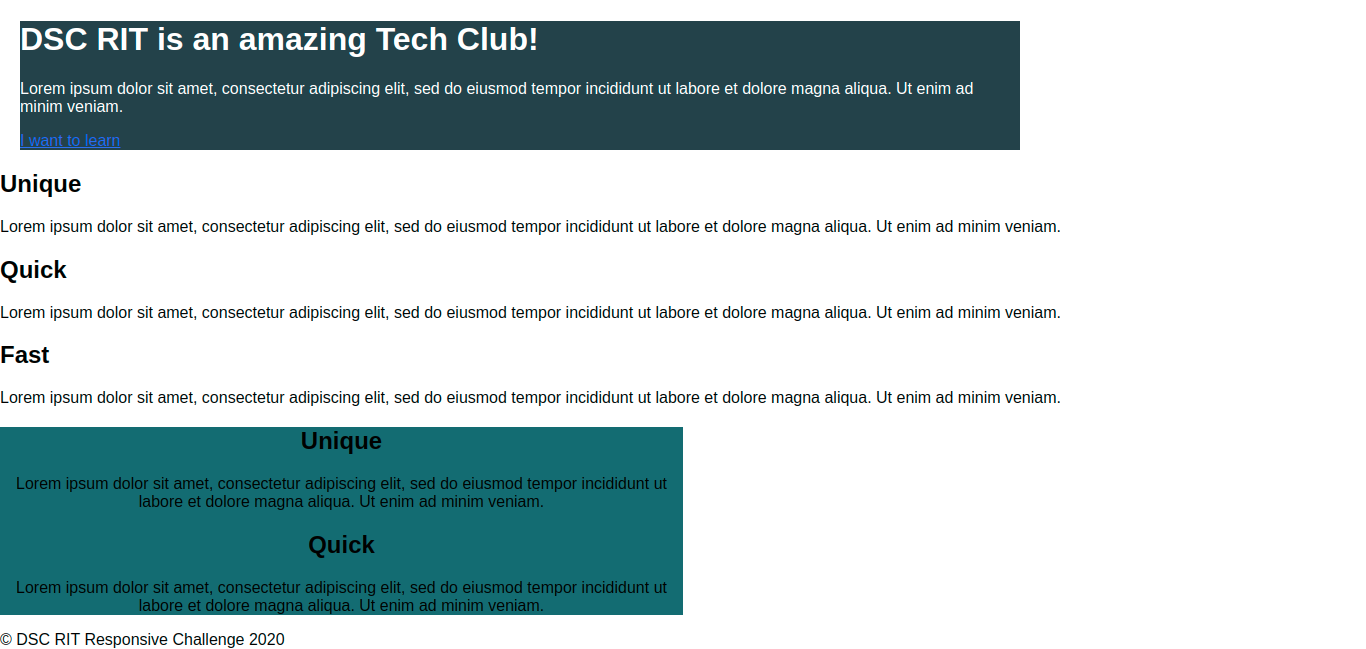 DSC RIT is an amazing Tech Club!
Lorem ipsum dolor sit amet, consectetur adipiscing elit, sed do eiusmod tempor incididunt ut labore et dolore magna aliqua. Ut enim ad
minim veniam.
I want to learn
Unique
Lorem ipsum dolor sit amet, consectetur adipiscing elit, sed do eiusmod tempor incididunt ut labore et dolore magna aliqua. Ut enim ad minim veniam.
Quick
Lorem ipsum dolor sit amet, consectetur adipiscing elit, sed do eiusmod tempor incididunt ut labore et dolore magna aliqua. Ut enim ad minim veniam.
Fast
Lorem ipsum dolor sit amet, consectetur adipiscing elit, sed do eiusmod tempor incididunt ut labore et dolore magna aliqua. Ut enim ad minim veniam.
Unique
Lorem ipsum dolor sit amet, consectetur adipiscing elit, sed do eiusmod tempor incididunt ut
labore et dolore magna aliqua. Ut enim ad minim veniam.
Quick
Lorem ipsum dolor sit amet, consectetur adipiscing elit, sed do eiusmod tempor incididunt ut
labore et dolore magna aliqua. Ut enim ad minim veniam.
© DSC RIT Responsive Challenge 2020